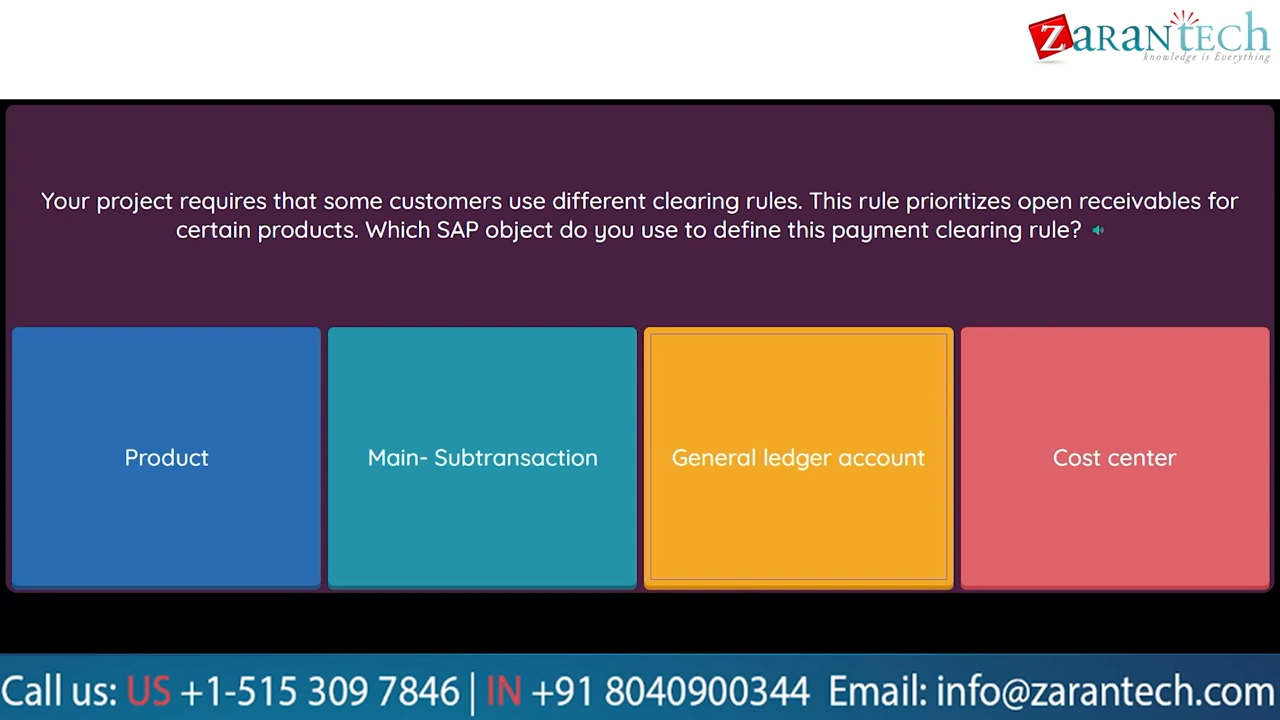 ZARANTECH
knowledge is Everything
Your project requires that some customers use different clearing rules. This rule prioritizes open receivables for
certain products. Which SAP object do you use to define this payment clearing rule?
Product
Main- Subtransaction
General ledger account
Cost center
Call us: US +1-515 309 7846 | IN +91 8040900344 Email: info@zarantech.com